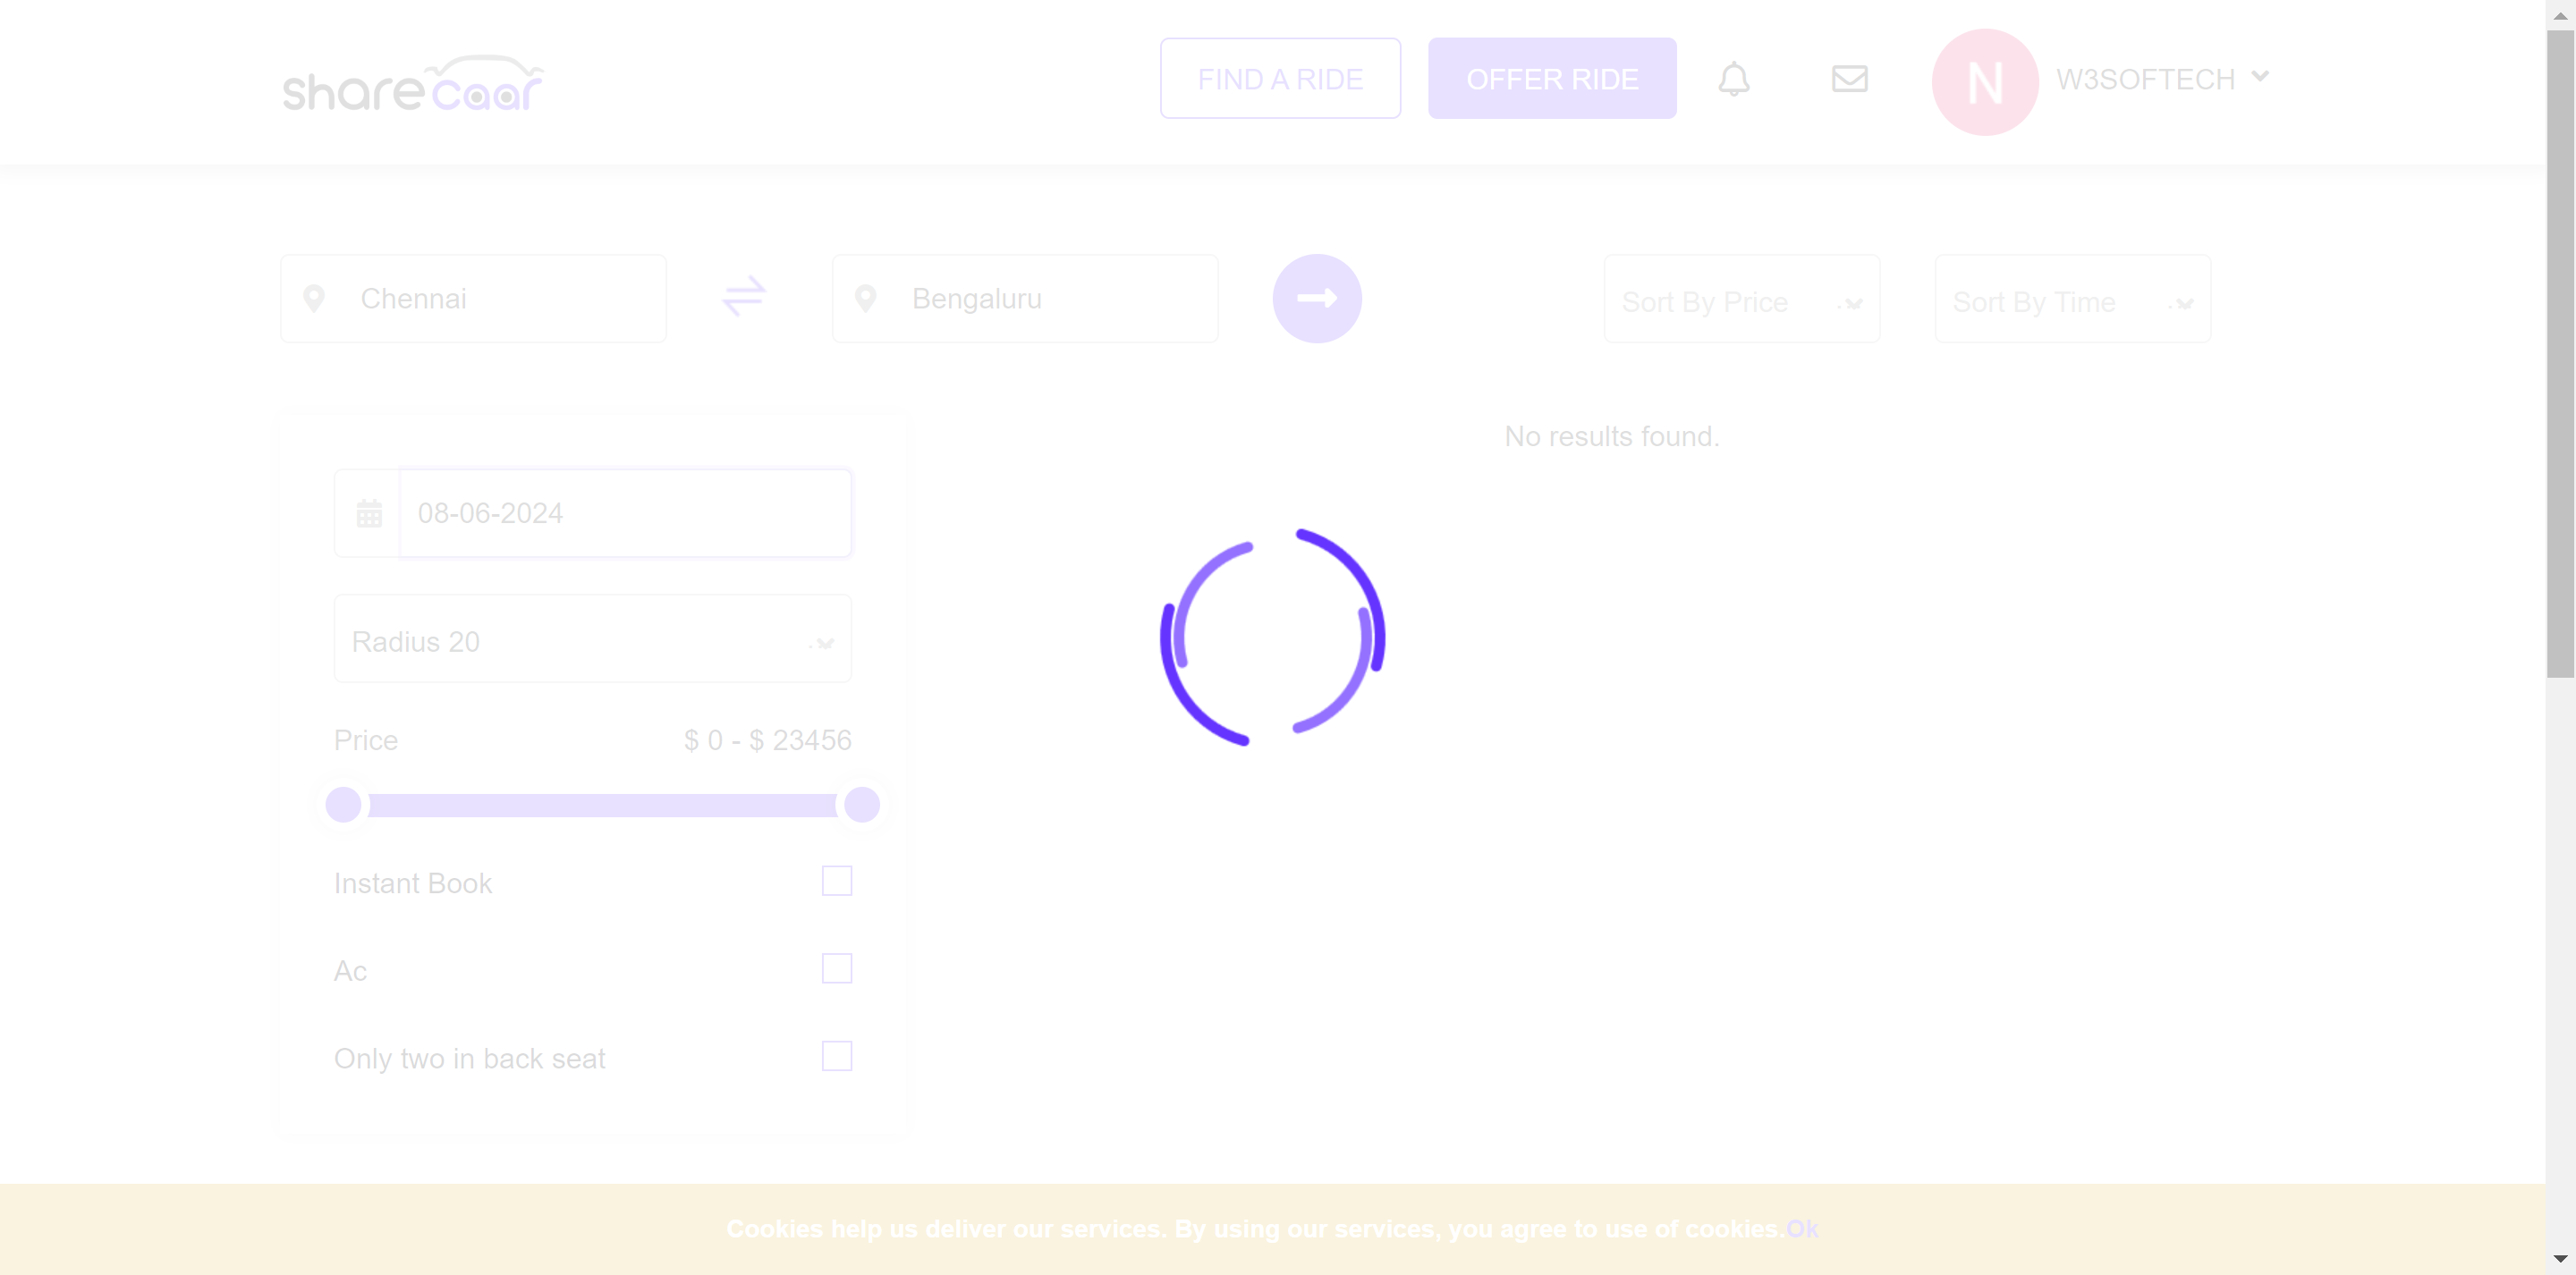 sharecaar
FIND A RIDE
OFFER RIDE
N
W3SOFTECH
Chennai
Bengaluru
Sort By Price
Sort By Time
No results found.
08-06-2024
Radius 20
Price
$ 0 - $ 23456
Instant Book
Ac
Only two in back seat
Cookies help us deliver our services. By using our services, you agree to use of cookies.Ok